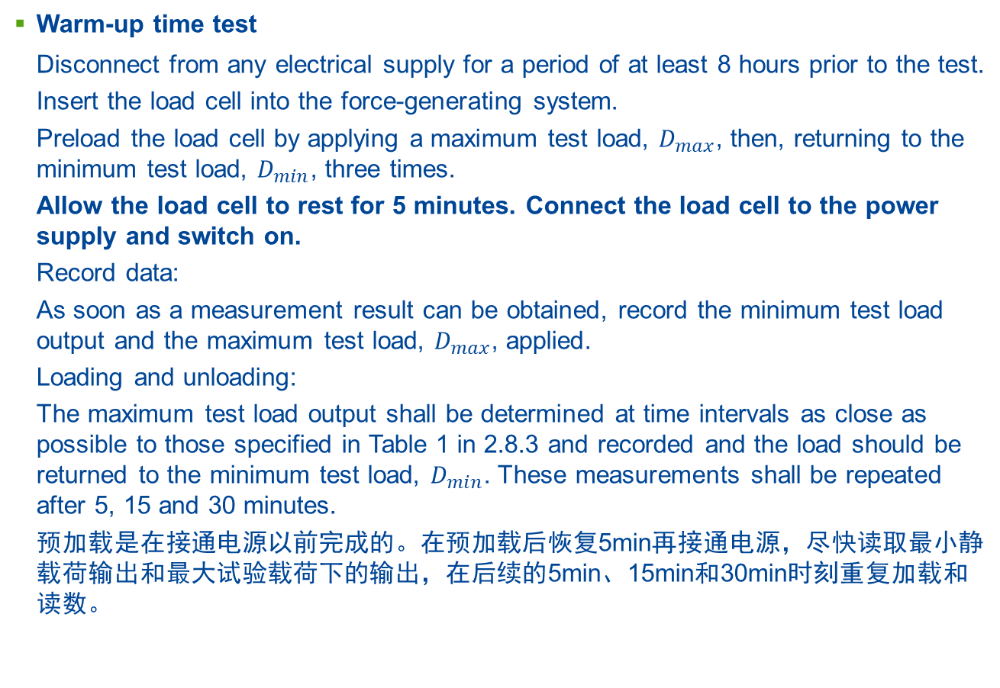 ▪ Warm-up time test
Disconnect from any electrical supply for a period of at least 8 hours prior to the test.
Insert the load cell into the force-generating system.
Preload the load cell by applying a maximum test load, D_max, then, returning to the
minimum test load, D_min, three times.
Allow the load cell to rest for 5 minutes. Connect the load cell to the power
supply and switch on.
Record data:
As soon as a measurement result can be obtained, record the minimum test load
output and the maximum test load, D_max, applied.
Loading and unloading:
The maximum test load output shall be determined at time intervals as close as
possible to those specified in Table 1 in 2.8.3 and recorded and the load should be
returned to the minimum test load, D_min. These measurements shall be repeated
after 5, 15 and 30 minutes.
预加载是在接通电源以前完成的。在预加载后恢复5min再接通电源，尽快读取最小静
载荷输出和最大试验载荷下的输出，在后续的5min、15min和30min时刻重复加载和
读数。